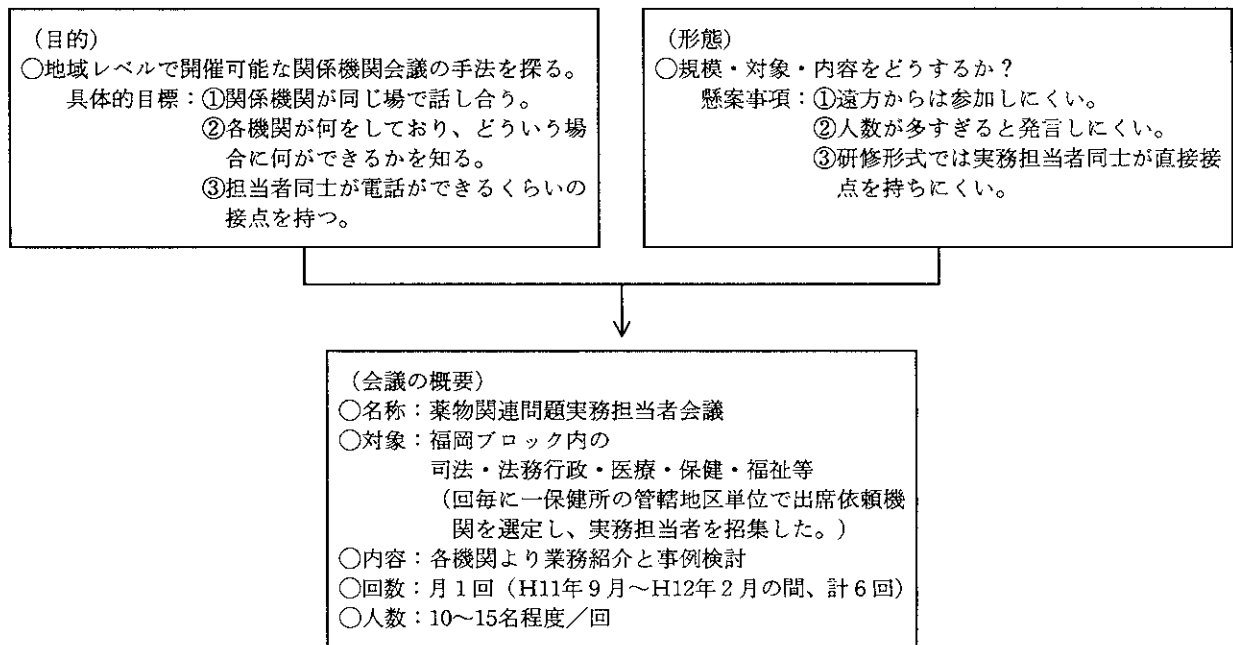 （目的）
○地域レベルで開催可能な関係機関会議の手法を探る。
具体的目標：①関係機関が同じ場で話し合う。
②各機関が何をしており、どういう場
合に何ができるかを知る。
③担当者同士が電話ができるくらいの
接点を持つ。
（形態）
○規模・対象・内容をどうするか？
懸案事項：①遠方からは参加しにくい。
②人数が多すぎると発言しにくい。
③研修形式では実務担当者同士が直接接
点を持ちにくい。
（会議の概要）
○名称：薬物関連問題実務担当者会議
○対象：福岡ブロック内の
司法・法務行政・医療・保健・福祉等
（回毎に一保健所の管轄地区単位で出席依頼機
関を選定し、実務担当者を招集した。）
○内容：各機関より業務紹介と事例検討
○回数：月１回（H11年９月～H12年２月の間、計６回）
○人数：10～15名程度／回